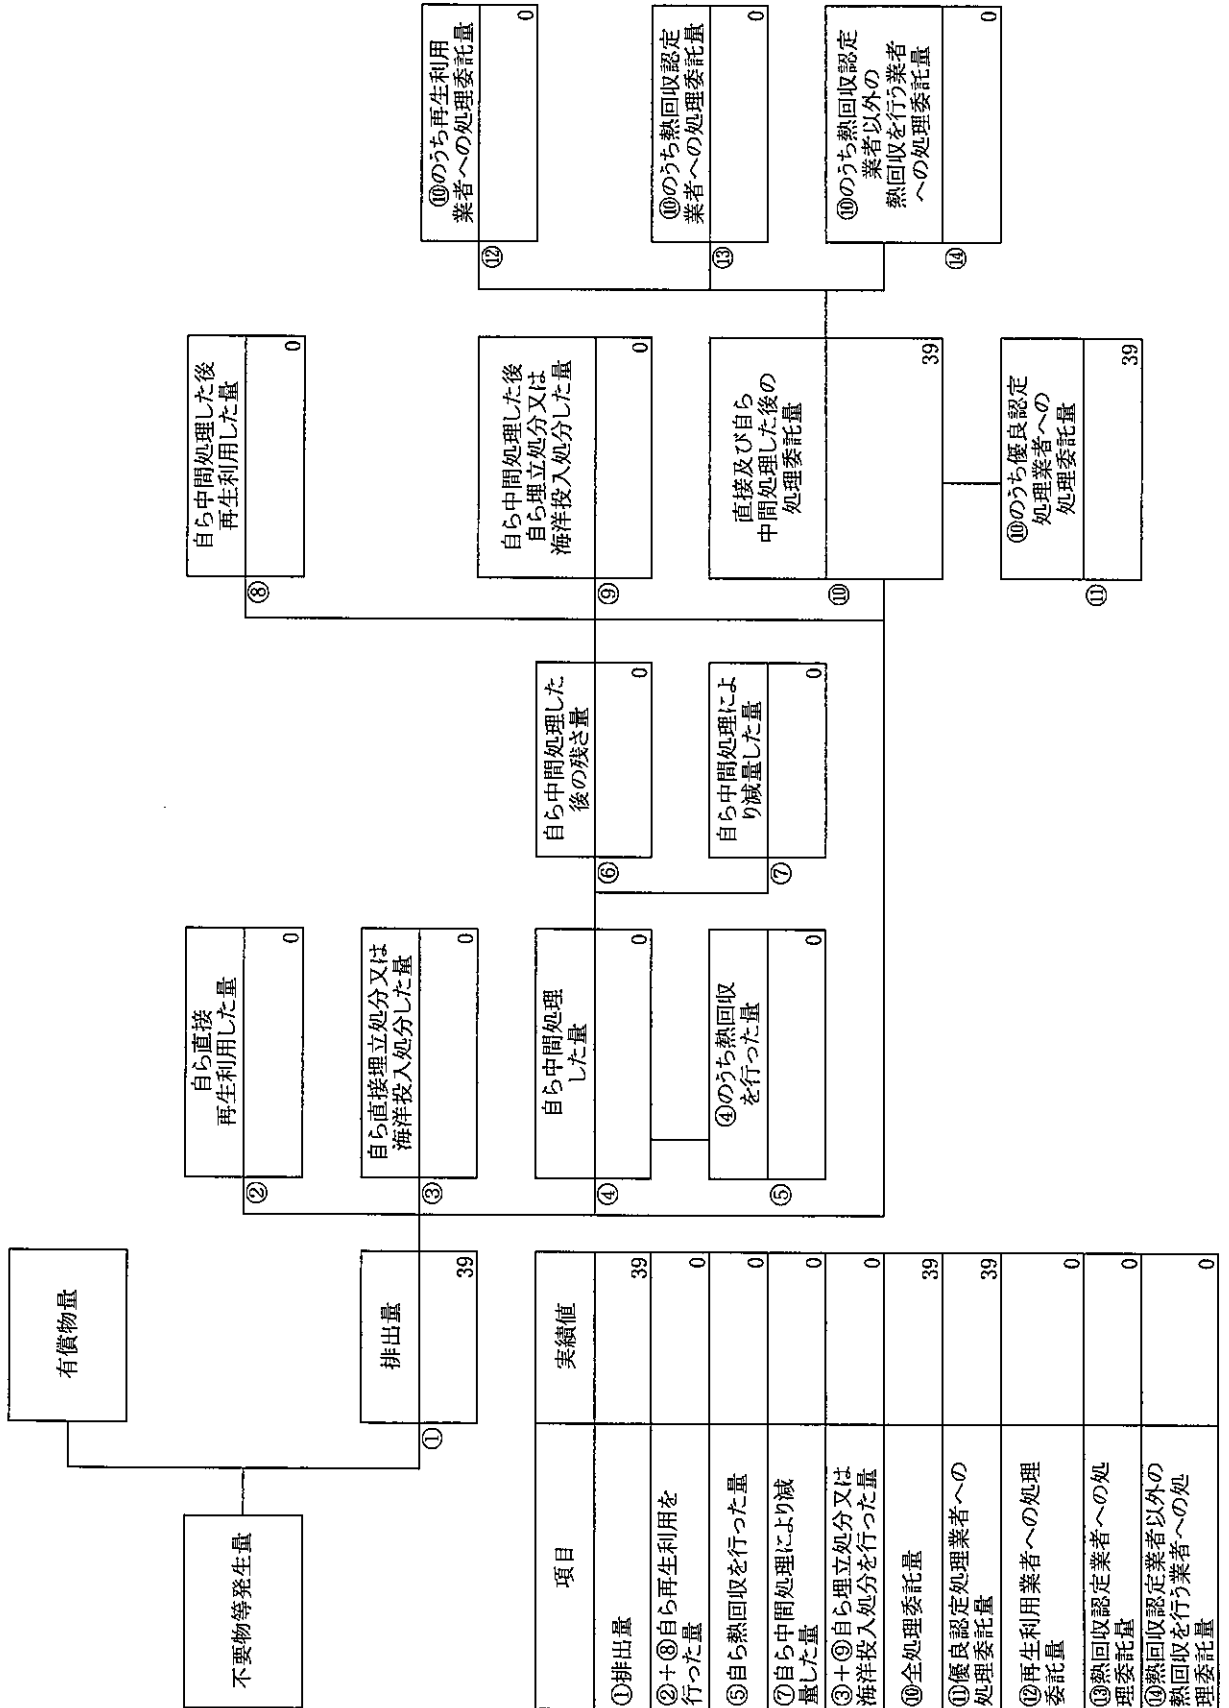 不要物等発生量
有償物量
排出量
①
39
②
自ら直接
再生利用した量
0
③
自ら直接埋立処分又は
海洋投入処分した量
0
④
自ら中間処理
した量
0
⑤
④のうち熱回収
を行った量
0
⑥
自ら中間処理した
後の残さ量
0
⑦
自ら中間処理によ
り減量した量
0
⑧
自ら中間処理した後
再生利用した量
0
⑨
自ら中間処理した後
自ら埋立処分又は
海洋投入処分した量
0
⑩
直接及び自ら
中間処理した後の
処理委託量
39
⑪
⑩のうち優良認定
処理業者への
処理委託量
39
⑫
⑩のうち再生利用
業者への処理委託量
0
⑬
⑩のうち熱回収認定
業者への処理委託量
0
⑭
⑩のうち熱回収認定
業者以外の
熱回収を行う業者
への処理委託量
0
項目 実績値
①排出量 39
②+⑧自ら再生利用を
行った量 0
⑤自ら熱回収を行った量 0
⑦自ら中間処理により減
量した量 0
③+⑨自ら埋立処分又は
海洋投入処分を行った量 0
⑩全処理委託量 39
⑪優良認定処理業者への
処理委託量 39
⑫再生利用業者への処理
委託量 0
⑬熱回収認定業者への処
理委託量 0
⑭熱回収認定業者以外の
熱回収を行う業者への処
理委託量 0